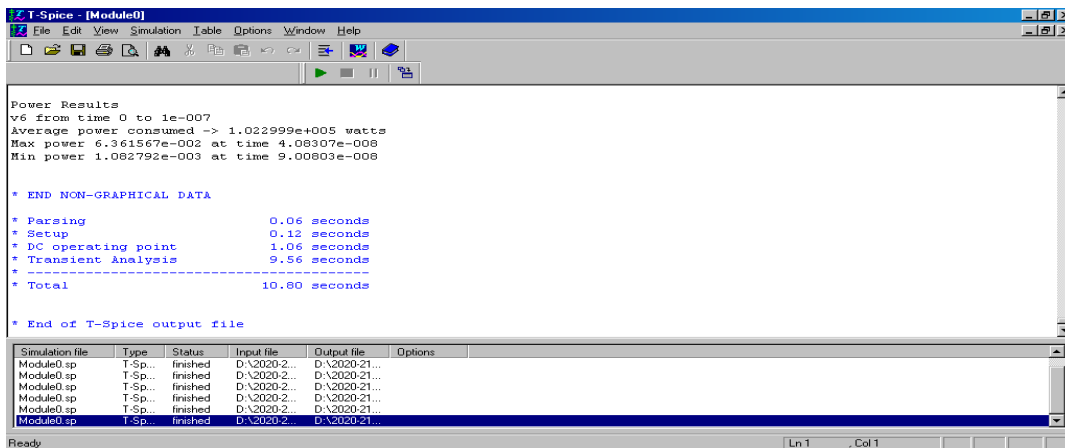 T-Spice - [Module0]
File Edit View Simulation Table Options Window Help
Power Results
v6 from time 0 to 1e-007
Average power consumed -> 1.022999e+005 watts
Max power 6.361567e-002 at time 4.08307e-008
Min power 1.082792e-003 at time 9.00803e-008
* END NON-GRAPHICAL DATA
* Parsing 0.06 seconds
* Setup 0.12 seconds
* DC operating point 1.06 seconds
* Transient Analysis 9.56 seconds
* -----------------------------------------
* Total 10.80 seconds
* End of T-Spice output file
Simulation file Type Status Input file Output file Options
Module0.sp T-Sp... finished D:\2020-2... D:\2020-21...
Module0.sp T-Sp... finished D:\2020-2... D:\2020-21...
Module0.sp T-Sp... finished D:\2020-2... D:\2020-21...
Module0.sp T-Sp... finished D:\2020-2... D:\2020-21...
Module0.sp T-Sp... finished D:\2020-2... D:\2020-21...
Module0.sp T-Sp... finished D:\2020-2... D:\2020-21...
Ready Ln 1 , Col 1